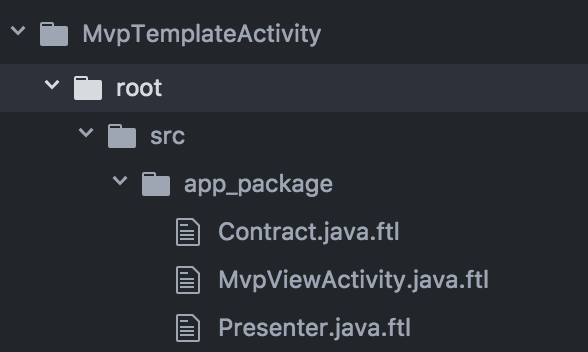 MvpTemplateActivity
root
src
app_package
Contract.java.ftl
MvpViewActivity.java.ftl
Presenter.java.ftl